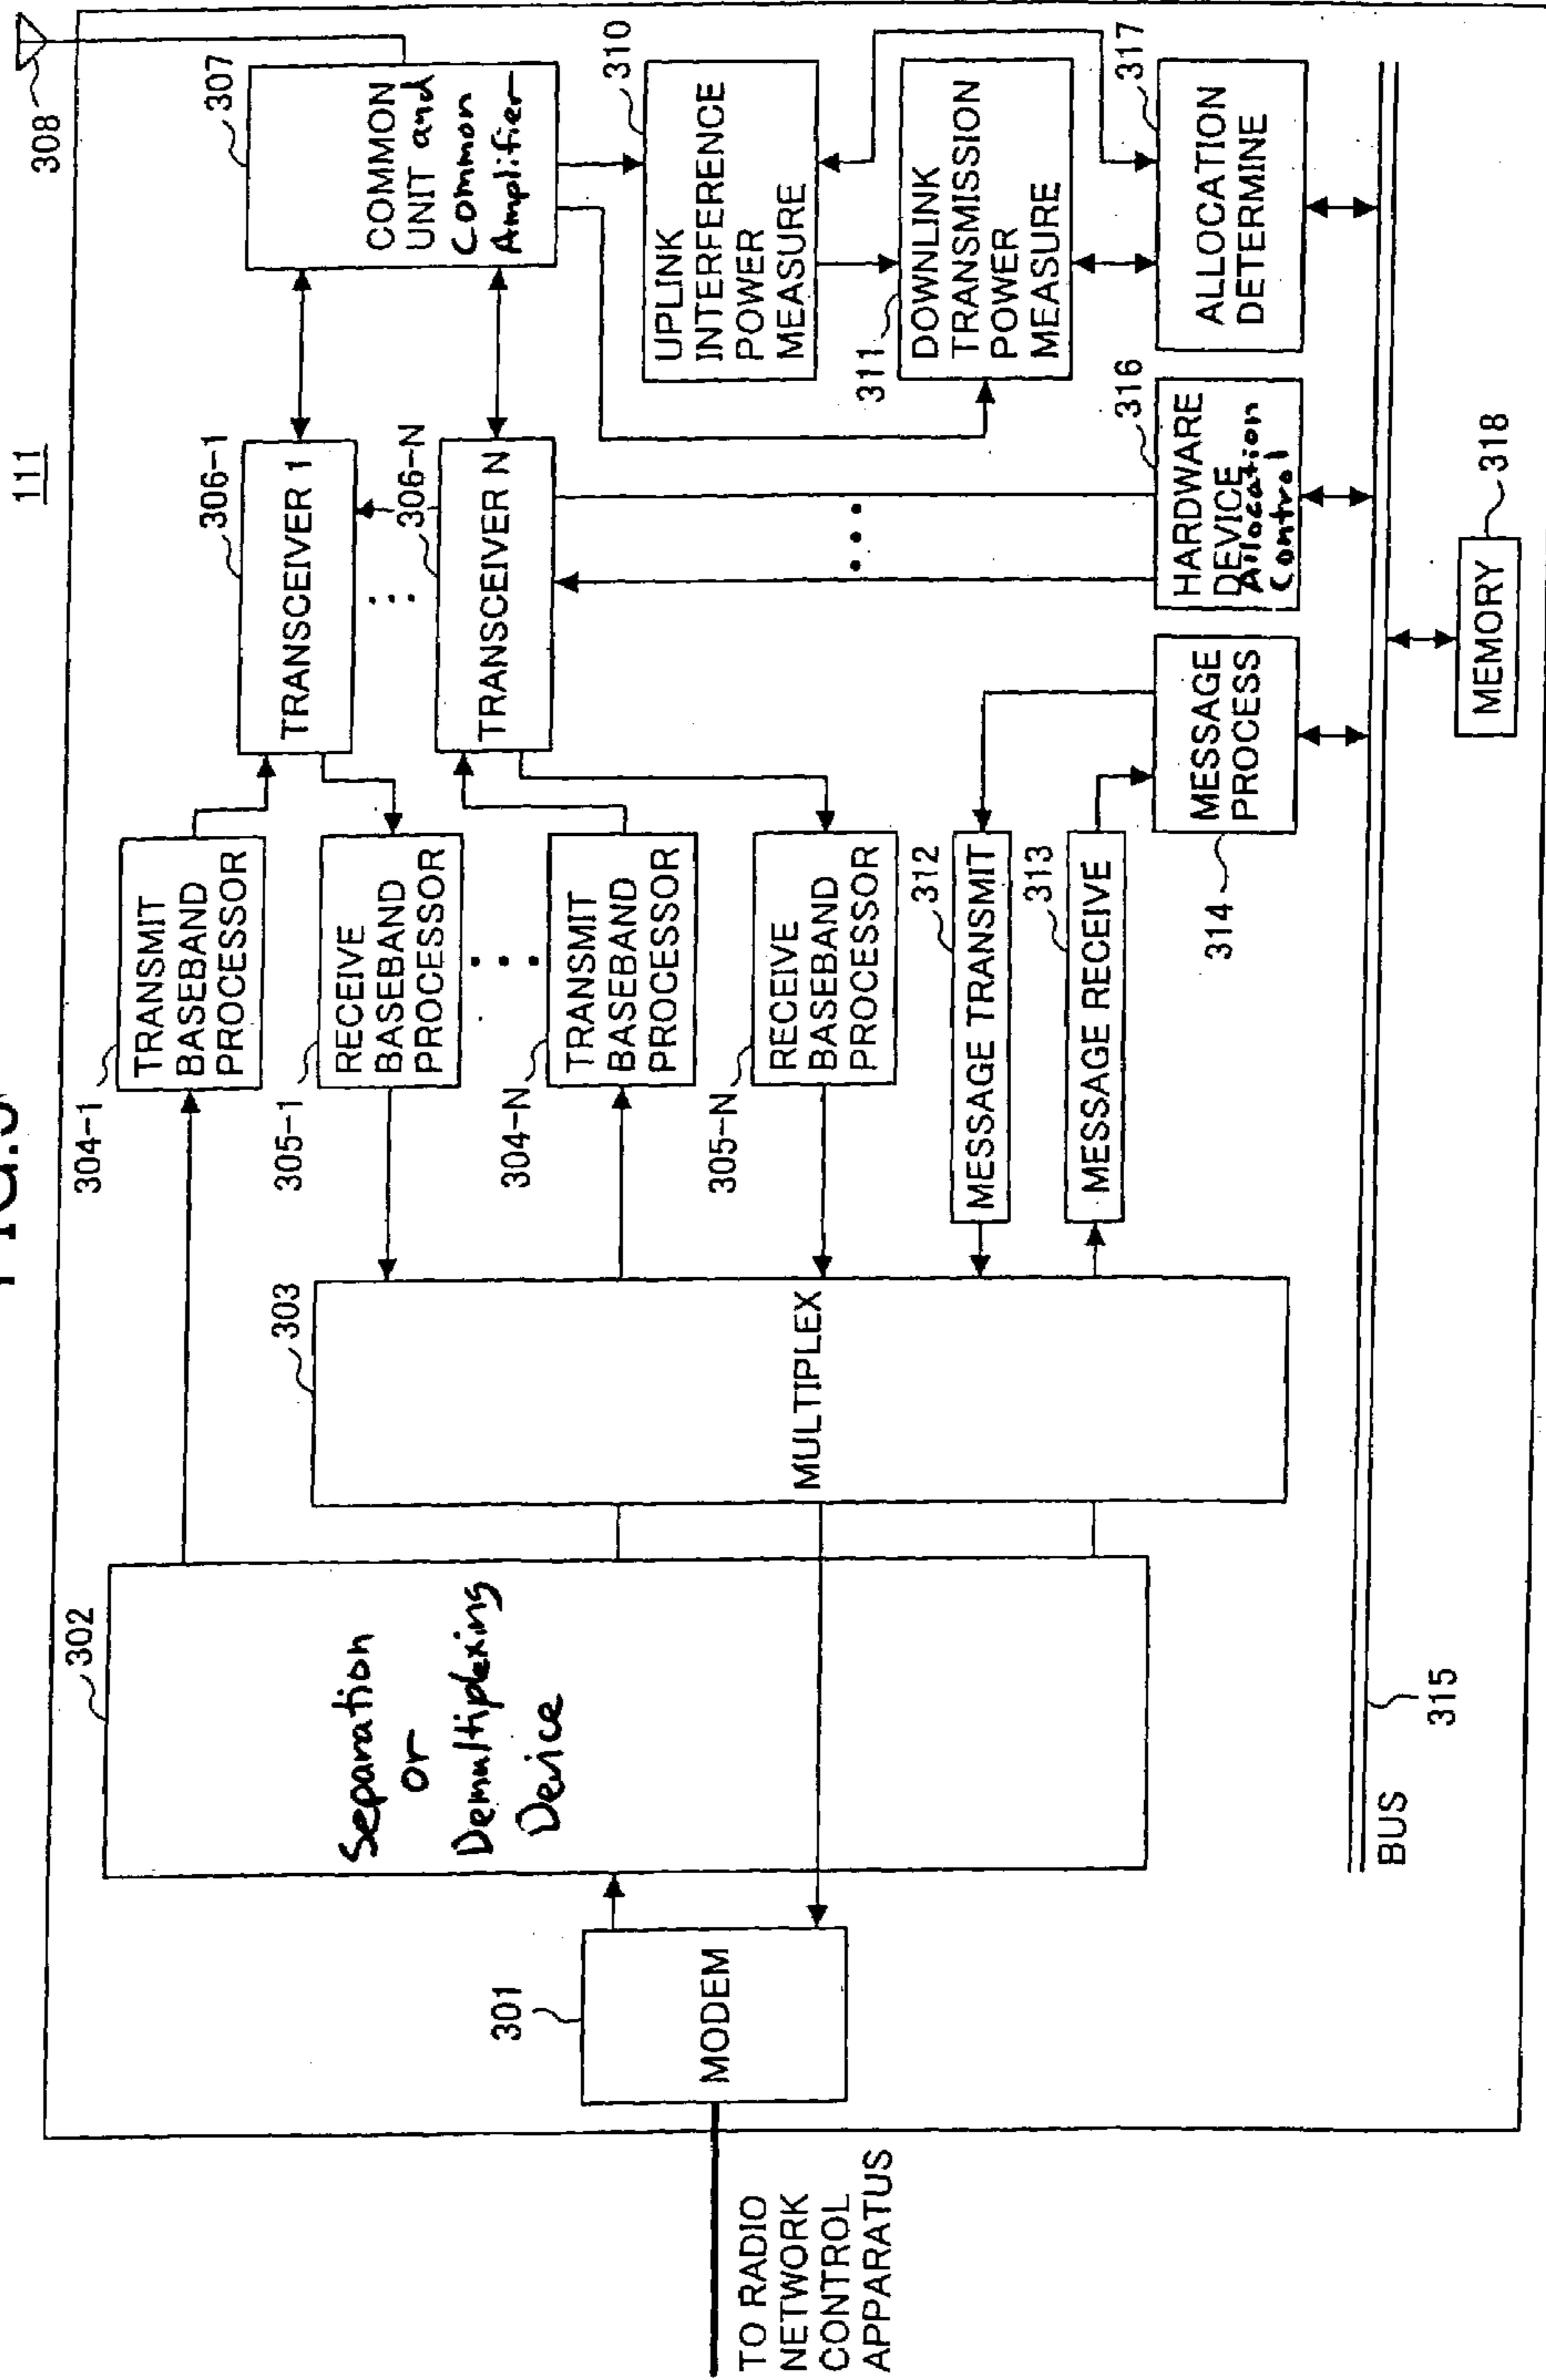 111
308
307
COMMON
UNIT and
Common
Amplifier
310
UPLINK
INTERFERENCE
POWER
MEASURE
311
DOWNLINK
TRANSMISSION
POWER
MEASURE
317
ALLOCATION
DETERMINE
306-1
TRANSCEIVER 1
306-N
TRANSCEIVER N
316
HARDWARE
DEVICE
Allocation
Control
304-1
TRANSMIT
BASEBAND
PROCESSOR
305-1
RECEIVE
BASEBAND
PROCESSOR
304-N
TRANSMIT
BASEBAND
PROCESSOR
305-N
RECEIVE
BASEBAND
PROCESSOR
312
MESSAGE TRANSMIT
313
MESSAGE RECEIVE
314
MESSAGE
PROCESS
318
MEMORY
303
MULTIPLEX
302
Separation
or
Demultiplexing
Device
301
MODEM
315
BUS
TO RADIO
NETWORK
CONTROL
APPARATUS